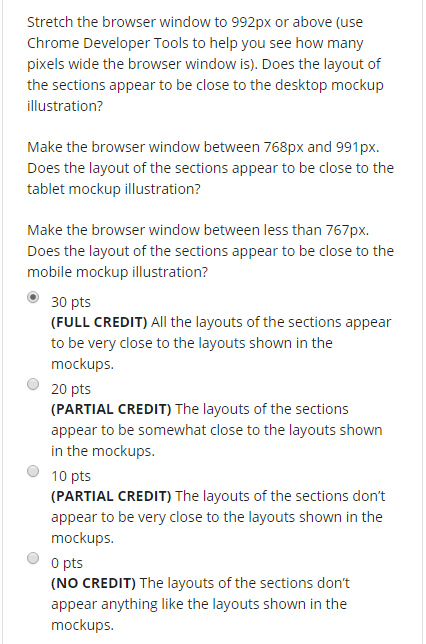 Stretch the browser window to 992px or above (use
Chrome Developer Tools to help you see how many
pixels wide the browser window is). Does the layout of
the sections appear to be close to the desktop mockup
illustration?
Make the browser window between 768px and 991px.
Does the layout of the sections appear to be close to the
tablet mockup illustration?
Make the browser window between less than 767px.
Does the layout of the sections appear to be close to the
mobile mockup illustration?
30 pts
(FULL CREDIT) All the layouts of the sections appear
to be very close to the layouts shown in the
mockups.
20 pts
(PARTIAL CREDIT) The layouts of the sections
appear to be somewhat close to the layouts shown
in the mockups.
10 pts
(PARTIAL CREDIT) The layouts of the sections don't
appear to be very close to the layouts shown in the
mockups.
0 pts
(NO CREDIT) The layouts of the sections don't
appear anything like the layouts shown in the
mockups.